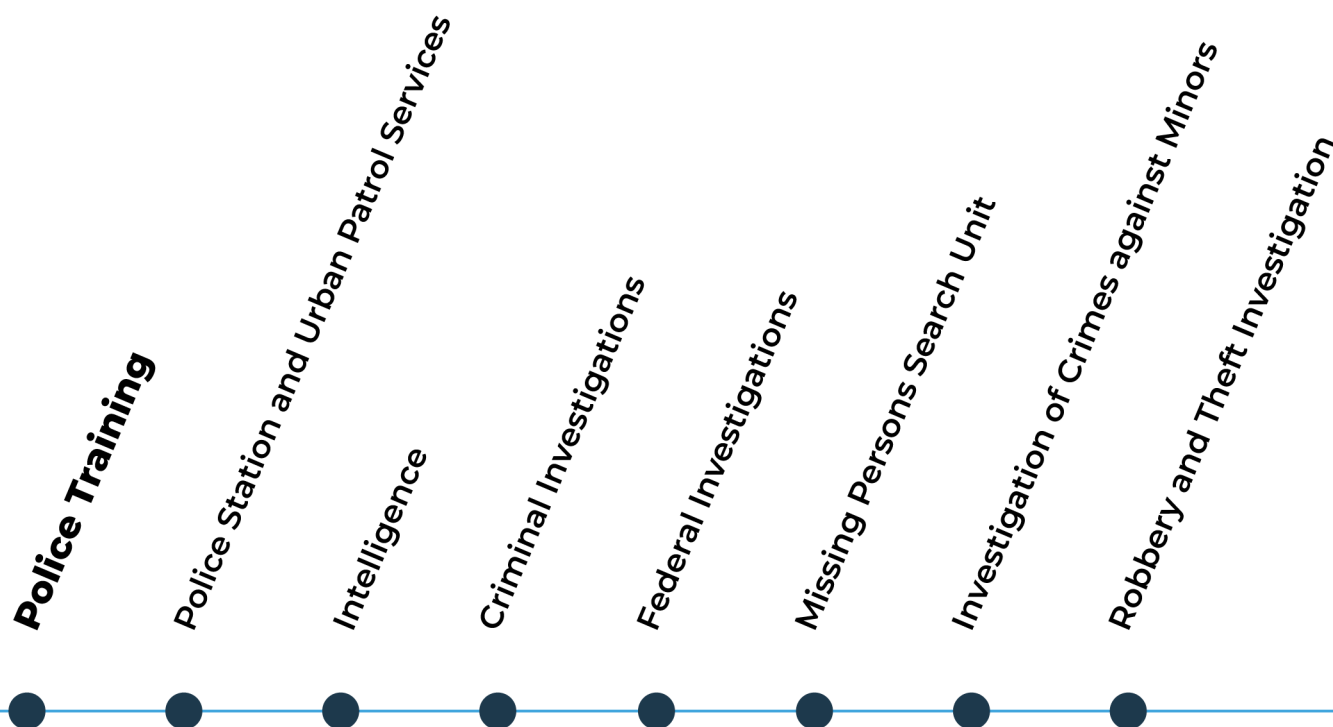 Police Training
Police Station and Urban Patrol Services
Intelligence
Criminal Investigations
Federal Investigations
Missing Persons Search Unit
Investigation of Crimes against Minors
Robbery and Theft Investigation